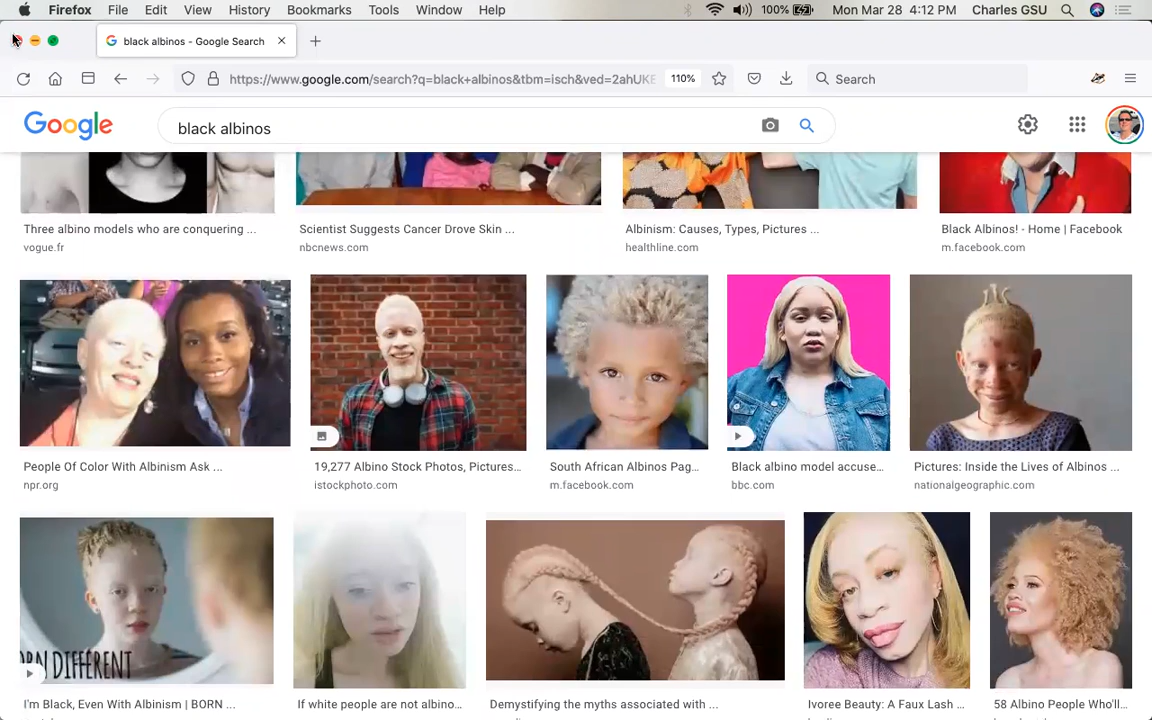 Firefox File Edit View History Bookmarks Tools Window Help 100% Mon Mar 28 4:12 PM Charles GSU
black albinos - Google Search
https://www.google.com/search?q=black+albinos&tbm=isch&ved=2ahUKE 110% Search
Google black albinos
Three albino models who are conquering ... Scientist Suggests Cancer Drove Skin ... Albinism: Causes, Types, Pictures ... Black Albinos! - Home | Facebook
vogue.fr nbcnews.com healthline.com m.facebook.com
People Of Color With Albinism Ask ... 19,277 Albino Stock Photos, Pictures... South African Albinos Pag... Black albino model accuse... Pictures: Inside the Lives of Albinos ...
npr.org istockphoto.com m.facebook.com bbc.com nationalgeographic.com
RN DIFFERENT
I'm Black, Even With Albinism | BORN ... If white people are not albino... Demystifying the myths associated with ... Ivoree Beauty: A Faux Lash ... 58 Albino People Who'll...